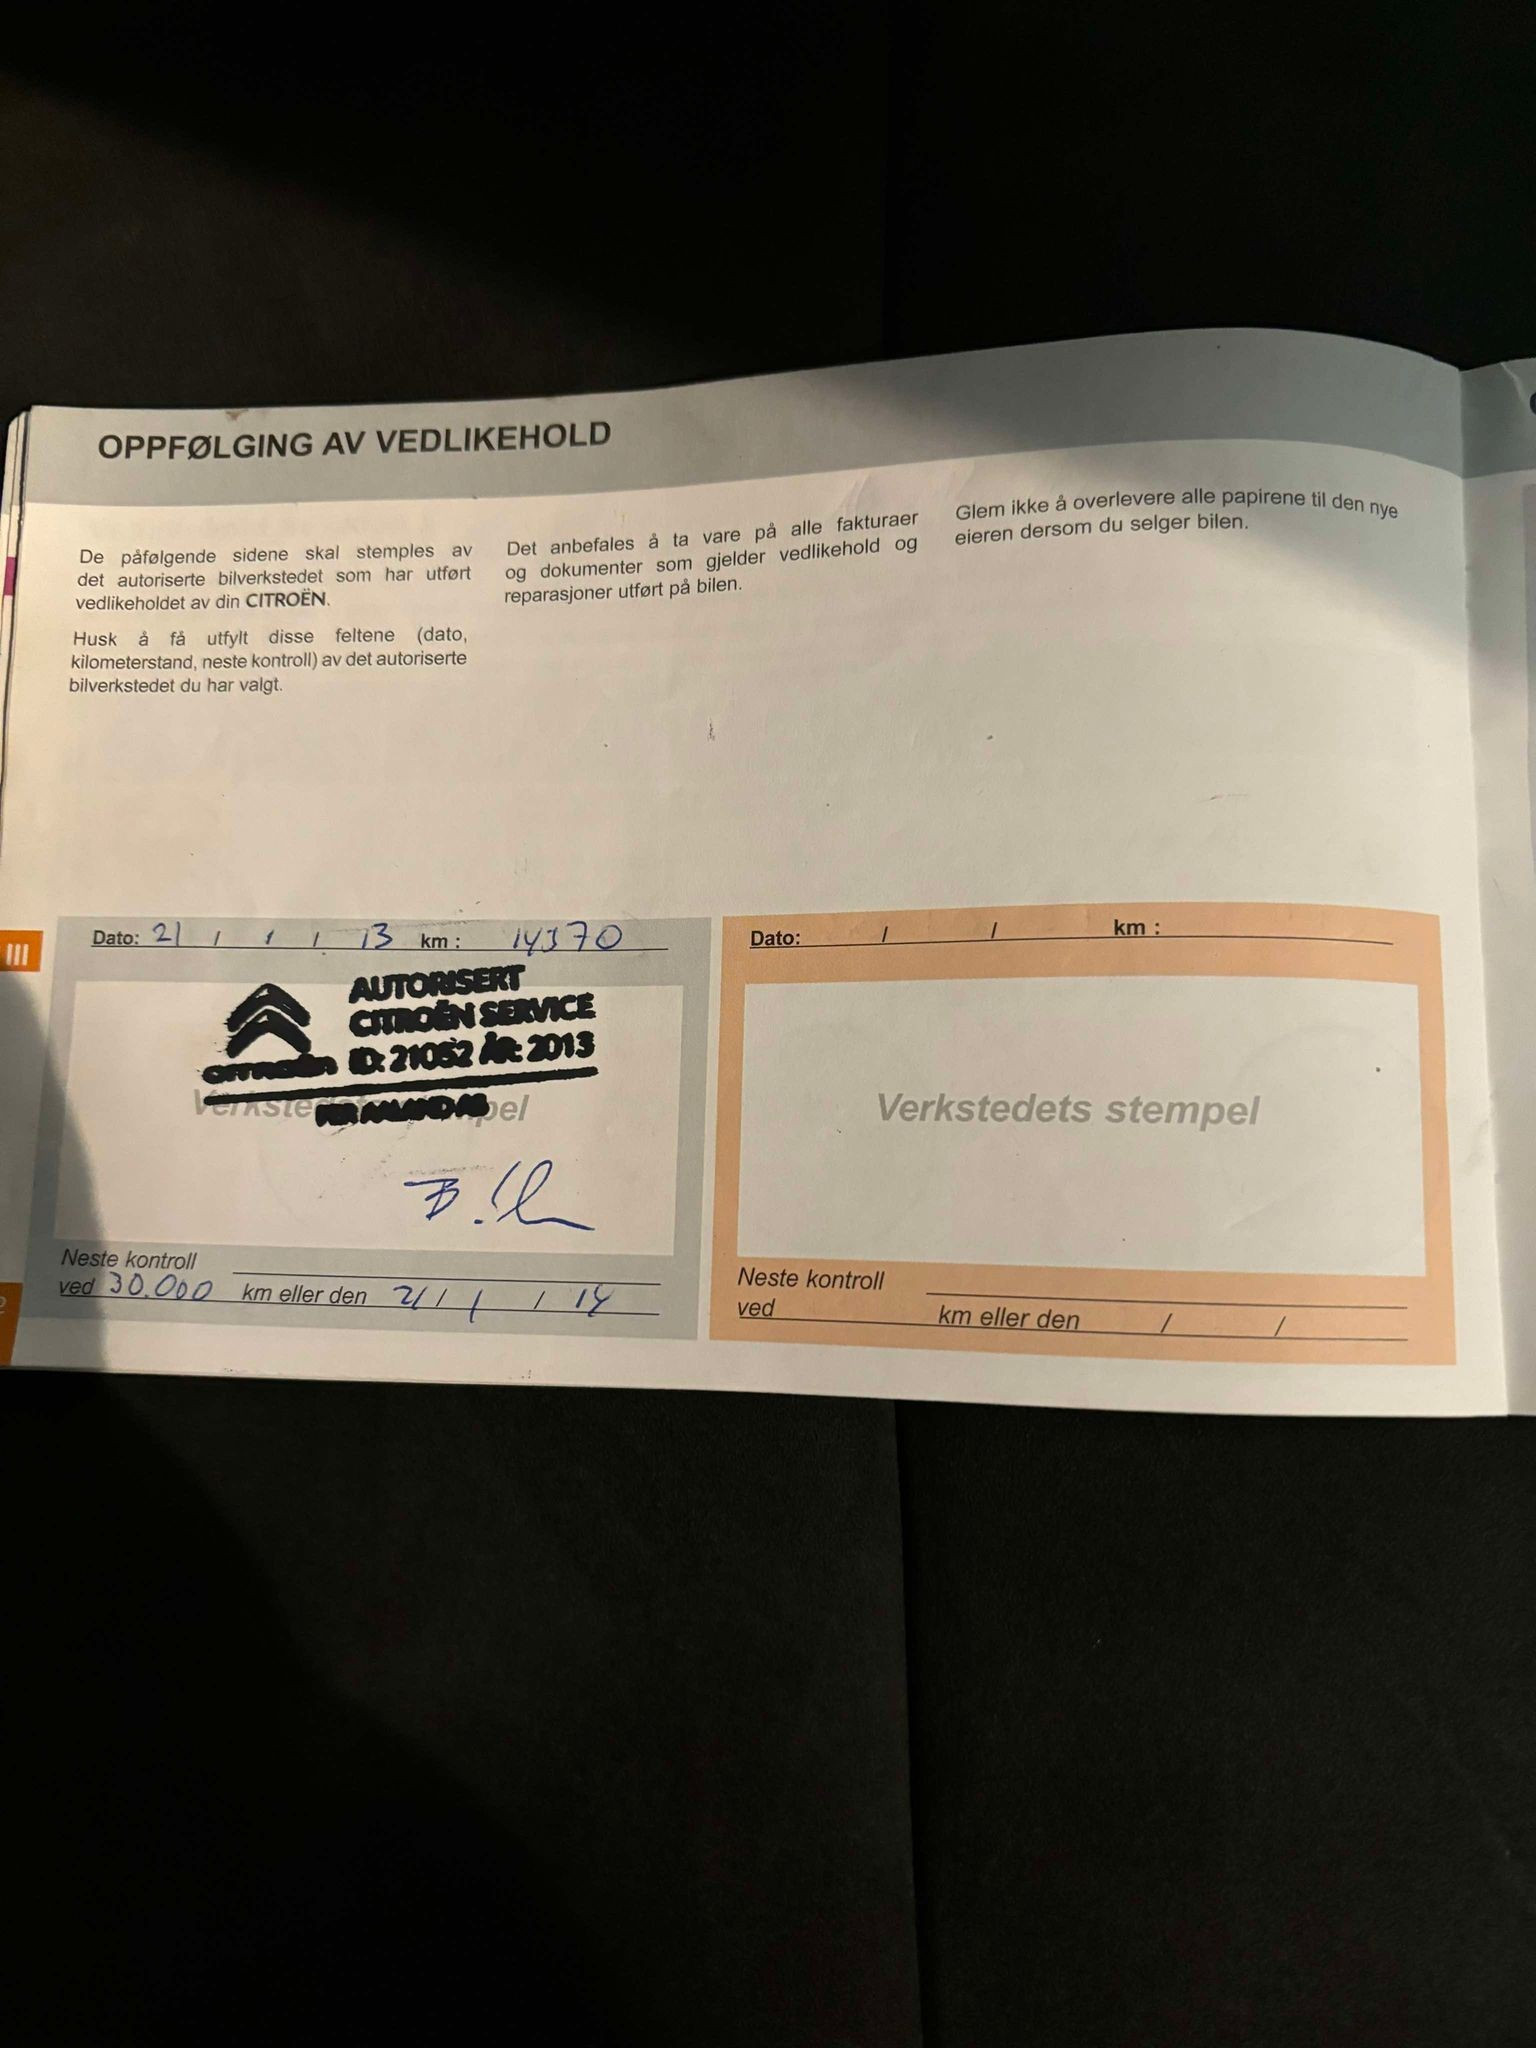 OPPFØLGING AV VEDLIKEHOLD
De påfølgende sidene skal stemples av
det autoriserte bilverkstedet som har utført
vedlikeholdet av din CITROËN.
Husk å få utfylt disse feltene (dato,
kilometerstand, neste kontroll) av det autoriserte
bilverkstedet du har valgt.
Det anbefales å ta vare på alle fakturaer
og dokumenter som gjelder vedlikehold og
reparasjoner utført på bilen.
Glem ikke å overlevere alle papirene til den nye
eieren dersom du selger bilen.
III
Dato: 21 / 1 / 13 km :
AUTORISERT
CITROËN SERVICE
CITROËN ID: 21052 ÅR: 2013
PER AALAND AS
Neste kontroll
ved 30.000 km eller den 21 / 1 / 14
Dato: / / km :
Verkstedets stempel
Neste kontroll
ved km eller den / /